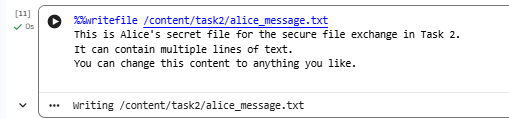 [11]
0s
%%writefile /content/task2/alice_message.txt
This is Alice's secret file for the secure file exchange in Task 2.
It can contain multiple lines of text.
You can change this content to anything you like.
Writing /content/task2/alice_message.txt